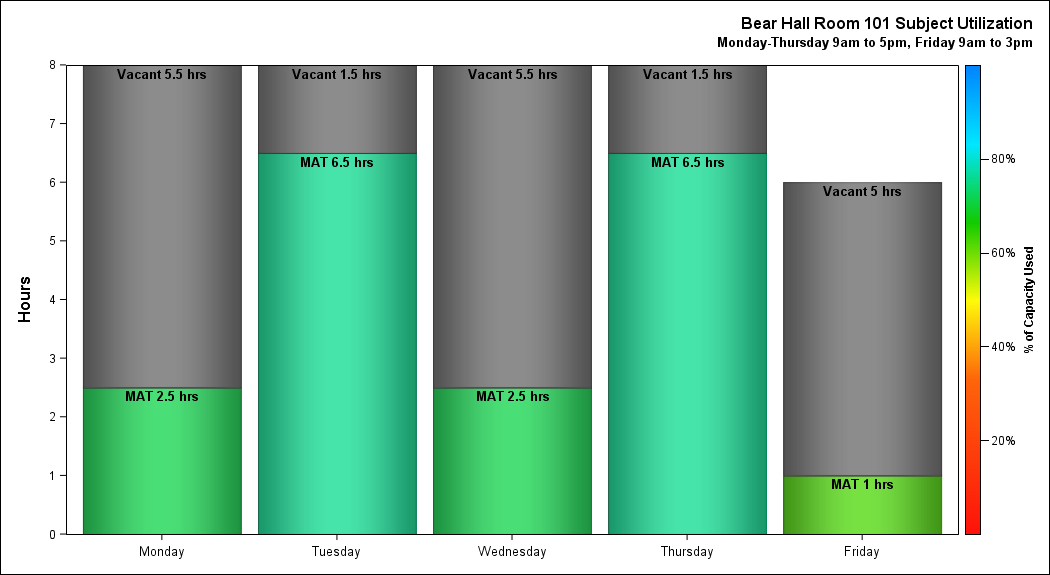 Bear Hall Room 101 Subject Utilization
Monday-Thursday 9am to 5pm, Friday 9am to 3pm
8
7
6
5
4
3
2
1
0
Hours
Vacant 5.5 hrs
Vacant 1.5 hrs
Vacant 5.5 hrs
Vacant 1.5 hrs
MAT 6.5 hrs
MAT 6.5 hrs
Vacant 5 hrs
MAT 2.5 hrs
MAT 2.5 hrs
MAT 1 hrs
Monday
Tuesday
Wednesday
Thursday
Friday
80%
60%
40%
20%
% of Capacity Used